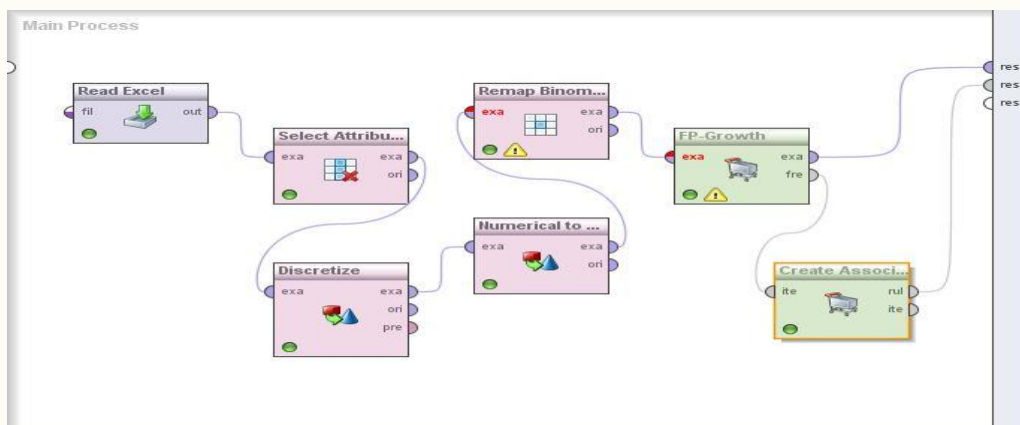 Main Process
res
res
res
Read Excel
fil out
Select Attribu...
exa exa
ori
Discretize
exa exa
ori
pre
Remap Binom...
exa exa
ori
Numerical to ...
exa exa
ori
FP-Growth
exa exa
fre
Create Associ...
ite rul
ite